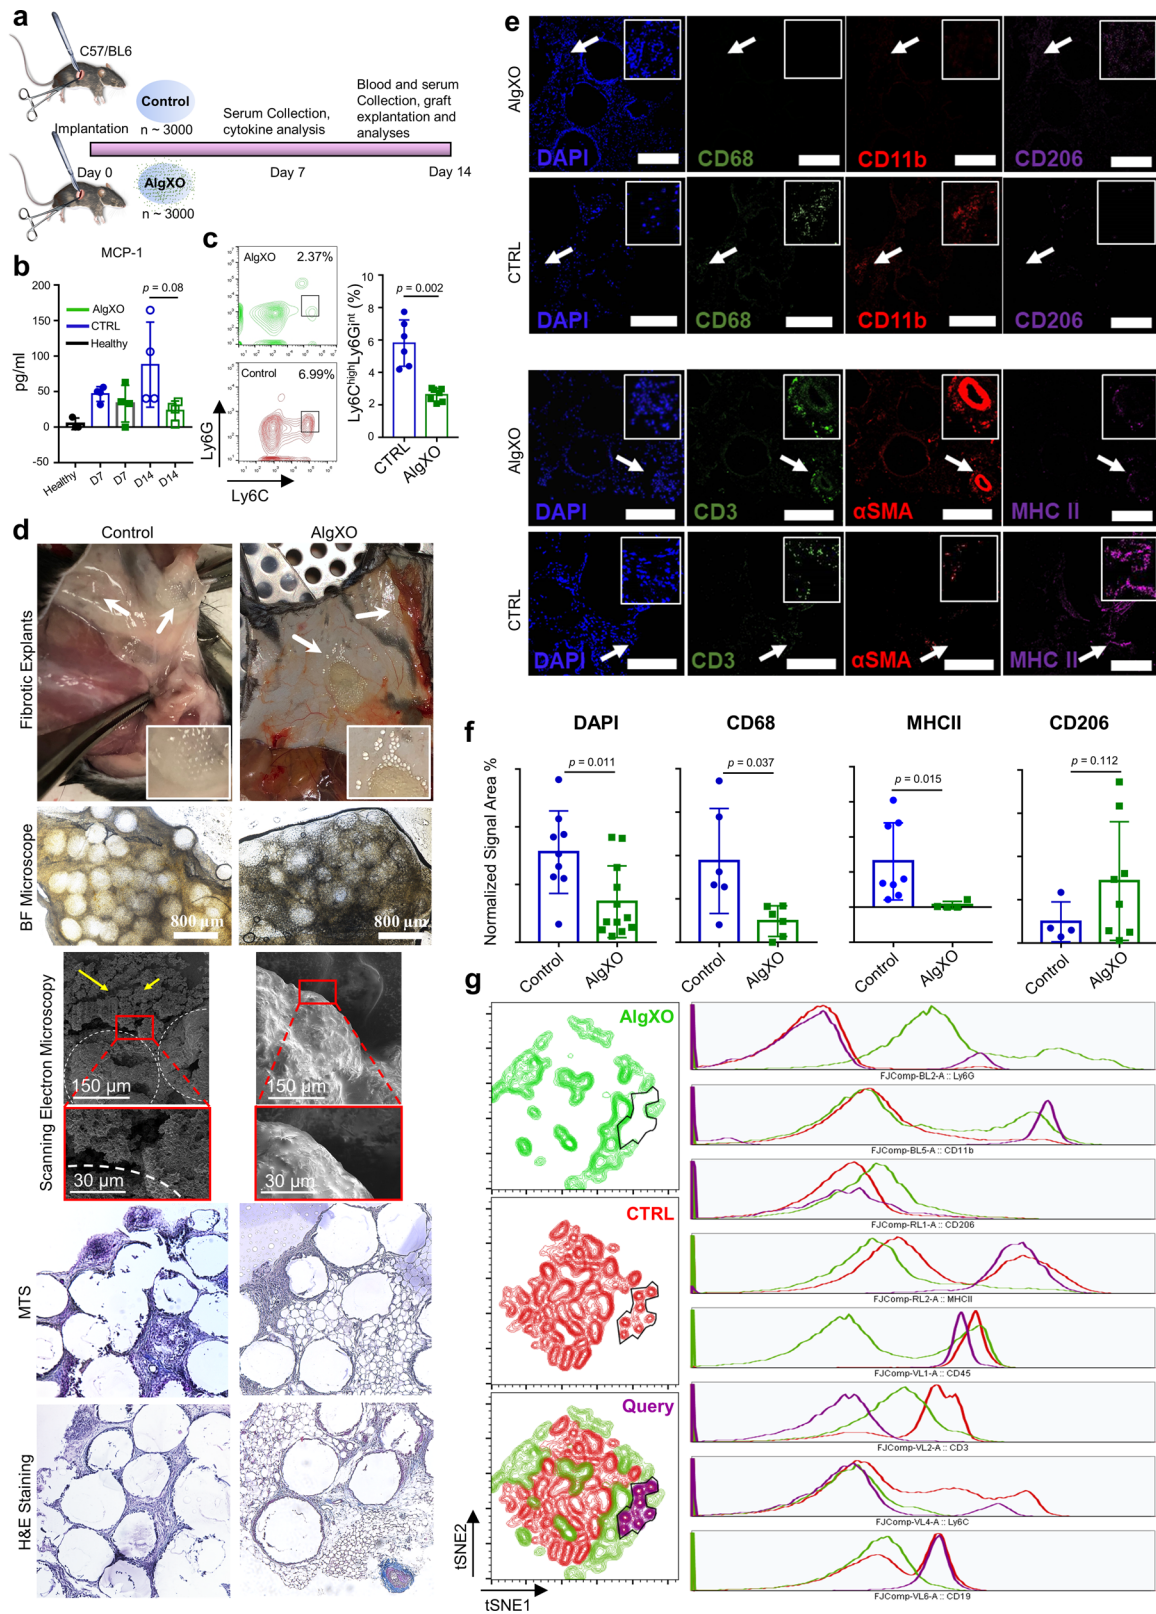 a
C57/BL6
Control
n ~ 3000
Implantation
Serum Collection,
cytokine analysis
Blood and serum
Collection, graft
explantation and
analyses
Day 0
AlgXO
n ~ 3000
Day 7
Day 14
b
MCP-1
p = 0.08
AlgXO
CTRL
Healthy
pg/ml
200
150
100
50
0
-50
Healthy
D7
D7
D14
D14
c
AlgXO
2.37%
Control
6.99%
Ly6G
Ly6C
Ly6ChighLy6Gint (%)
p = 0.002
10
8
6
4
2
0
CTRL
AlgXO
d
Control
AlgXO
Fibrotic Explants
BF Microscope
800 µm
800 µm
Scanning Electron Microscopy
150 µm
150 µm
30 µm
30 µm
MTS
H&E Staining
e
AlgXO
DAPI
CD68
CD11b
CD206
CTRL
DAPI
CD68
CD11b
CD206
AlgXO
DAPI
CD3
αSMA
MHC II
CTRL
DAPI
CD3
αSMA
MHC II
f
DAPI
CD68
MHCII
CD206
Normalized Signal Area %
p = 0.011
p = 0.037
p = 0.015
p = 0.112
Control
AlgXO
Control
AlgXO
Control
AlgXO
Control
AlgXO
g
AlgXO
CTRL
Query
tSNE2
tSNE1
FJComp-BL2-A :: Ly6G
FJComp-BL5-A :: CD11b
FJComp-RL1-A :: CD206
FJComp-RL2-A :: MHCII
FJComp-VL1-A :: CD45
FJComp-VL2-A :: CD3
FJComp-VL4-A :: Ly6C
FJComp-VL6-A :: CD19